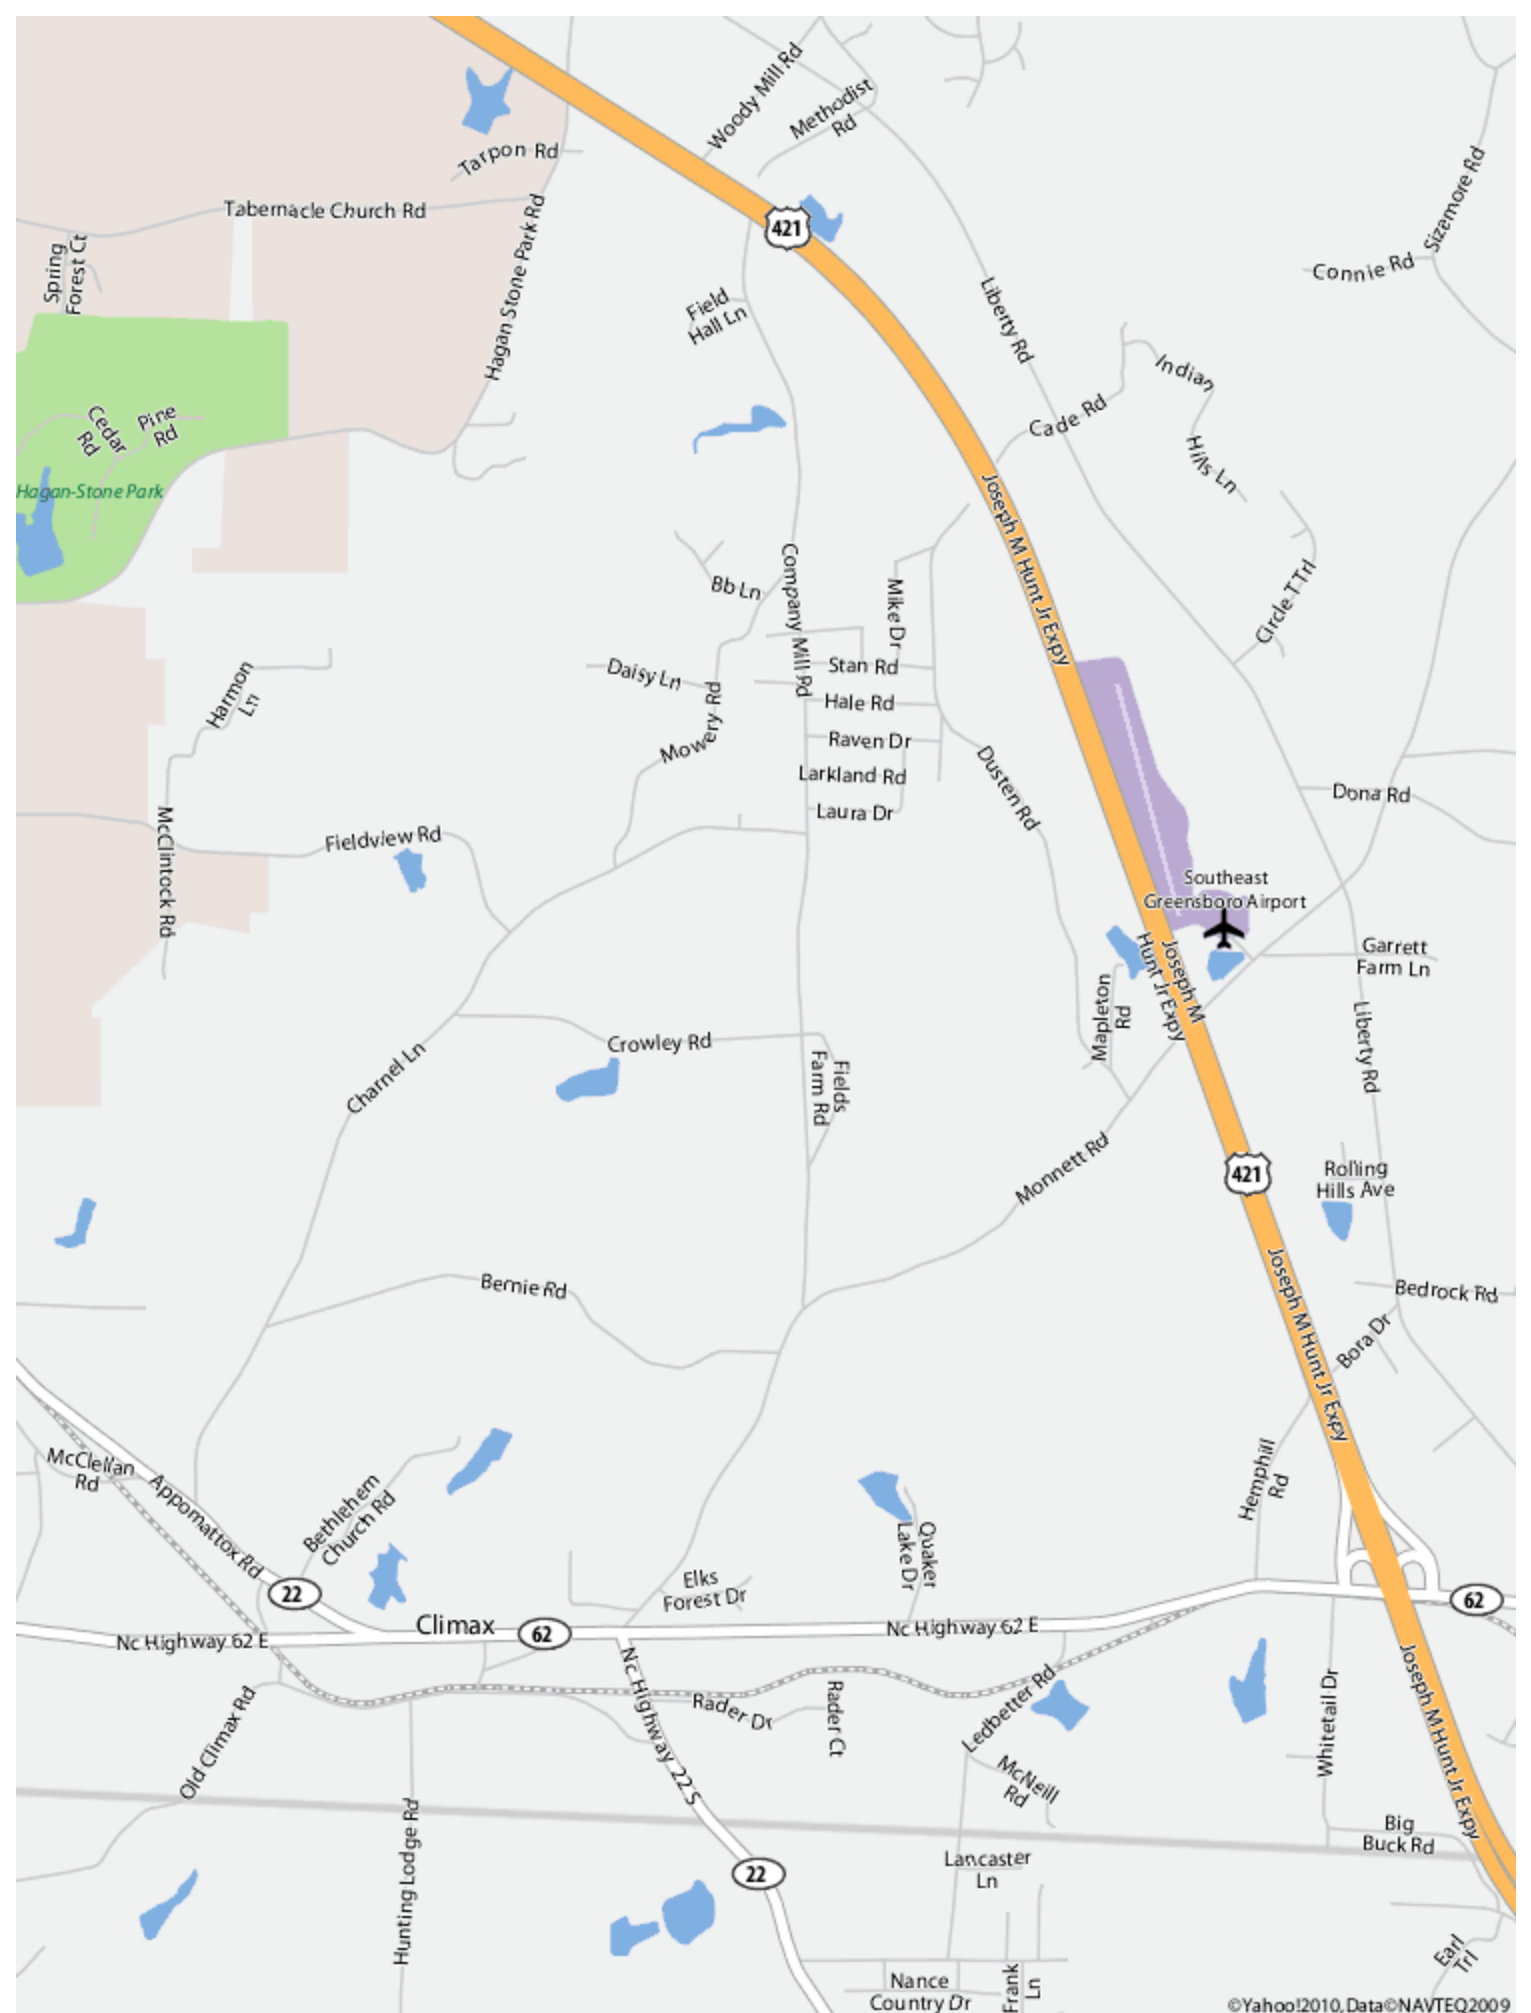 Woody Mill Rd
Methodist
Rd
Tarpon Rd
Tabernacle Church Rd
421
Hagan Stone Park Rd
Spring
Forest Ct
Sizemore Rd
Connie Rd
Field
Hall Ln
Liberty Rd
Indian
Hills Ln
Cade Rd
Cedar
Rd
Pine
Rd
Hagan-Stone Park
Joseph M Hunt Jr Expy
Company Mill Rd
Bb Ln
Mike Dr
Circle T Trl
Daisy Ln
Stan Rd
Harmon
Ln
Mowery Rd
Hale Rd
Raven Dr
Larkland Rd
Laura Dr
Dusten Rd
Dona Rd
McClintock Rd
Fieldview Rd
Southeast
Greensboro Airport
Joseph M
Hunt Jr Expy
Garrett
Farm Ln
Mapleton
Rd
Liberty Rd
Crowley Rd
Charnel Ln
Fields
Farm Rd
Monnett Rd
421
Rolling
Hills Ave
Joseph M Hunt Jr Expy
Bernie Rd
Bedrock Rd
Bora Dr
McClellan
Rd
Appomattox Rd
Bethlehem
Church Rd
Hemphill
Rd
Quaker
Lake Dr
22
Elks
Forest Dr
62
Climax
62
Nc Highway 62 E
Nc Highway 62 E
Nc Highway 22 S
Old Climax Rd
Rader Dr
Rader Ct
Ledbetter Rd
Whitetail Dr
Joseph M Hunt Jr Expy
McNeill
Rd
Hunting Lodge Rd
Big
Buck Rd
22
Lancaster
Ln
Earl
Trl
Nance
Country Dr
Frank
Ln
©Yahoo!2010, Data©NAVTEQ2009